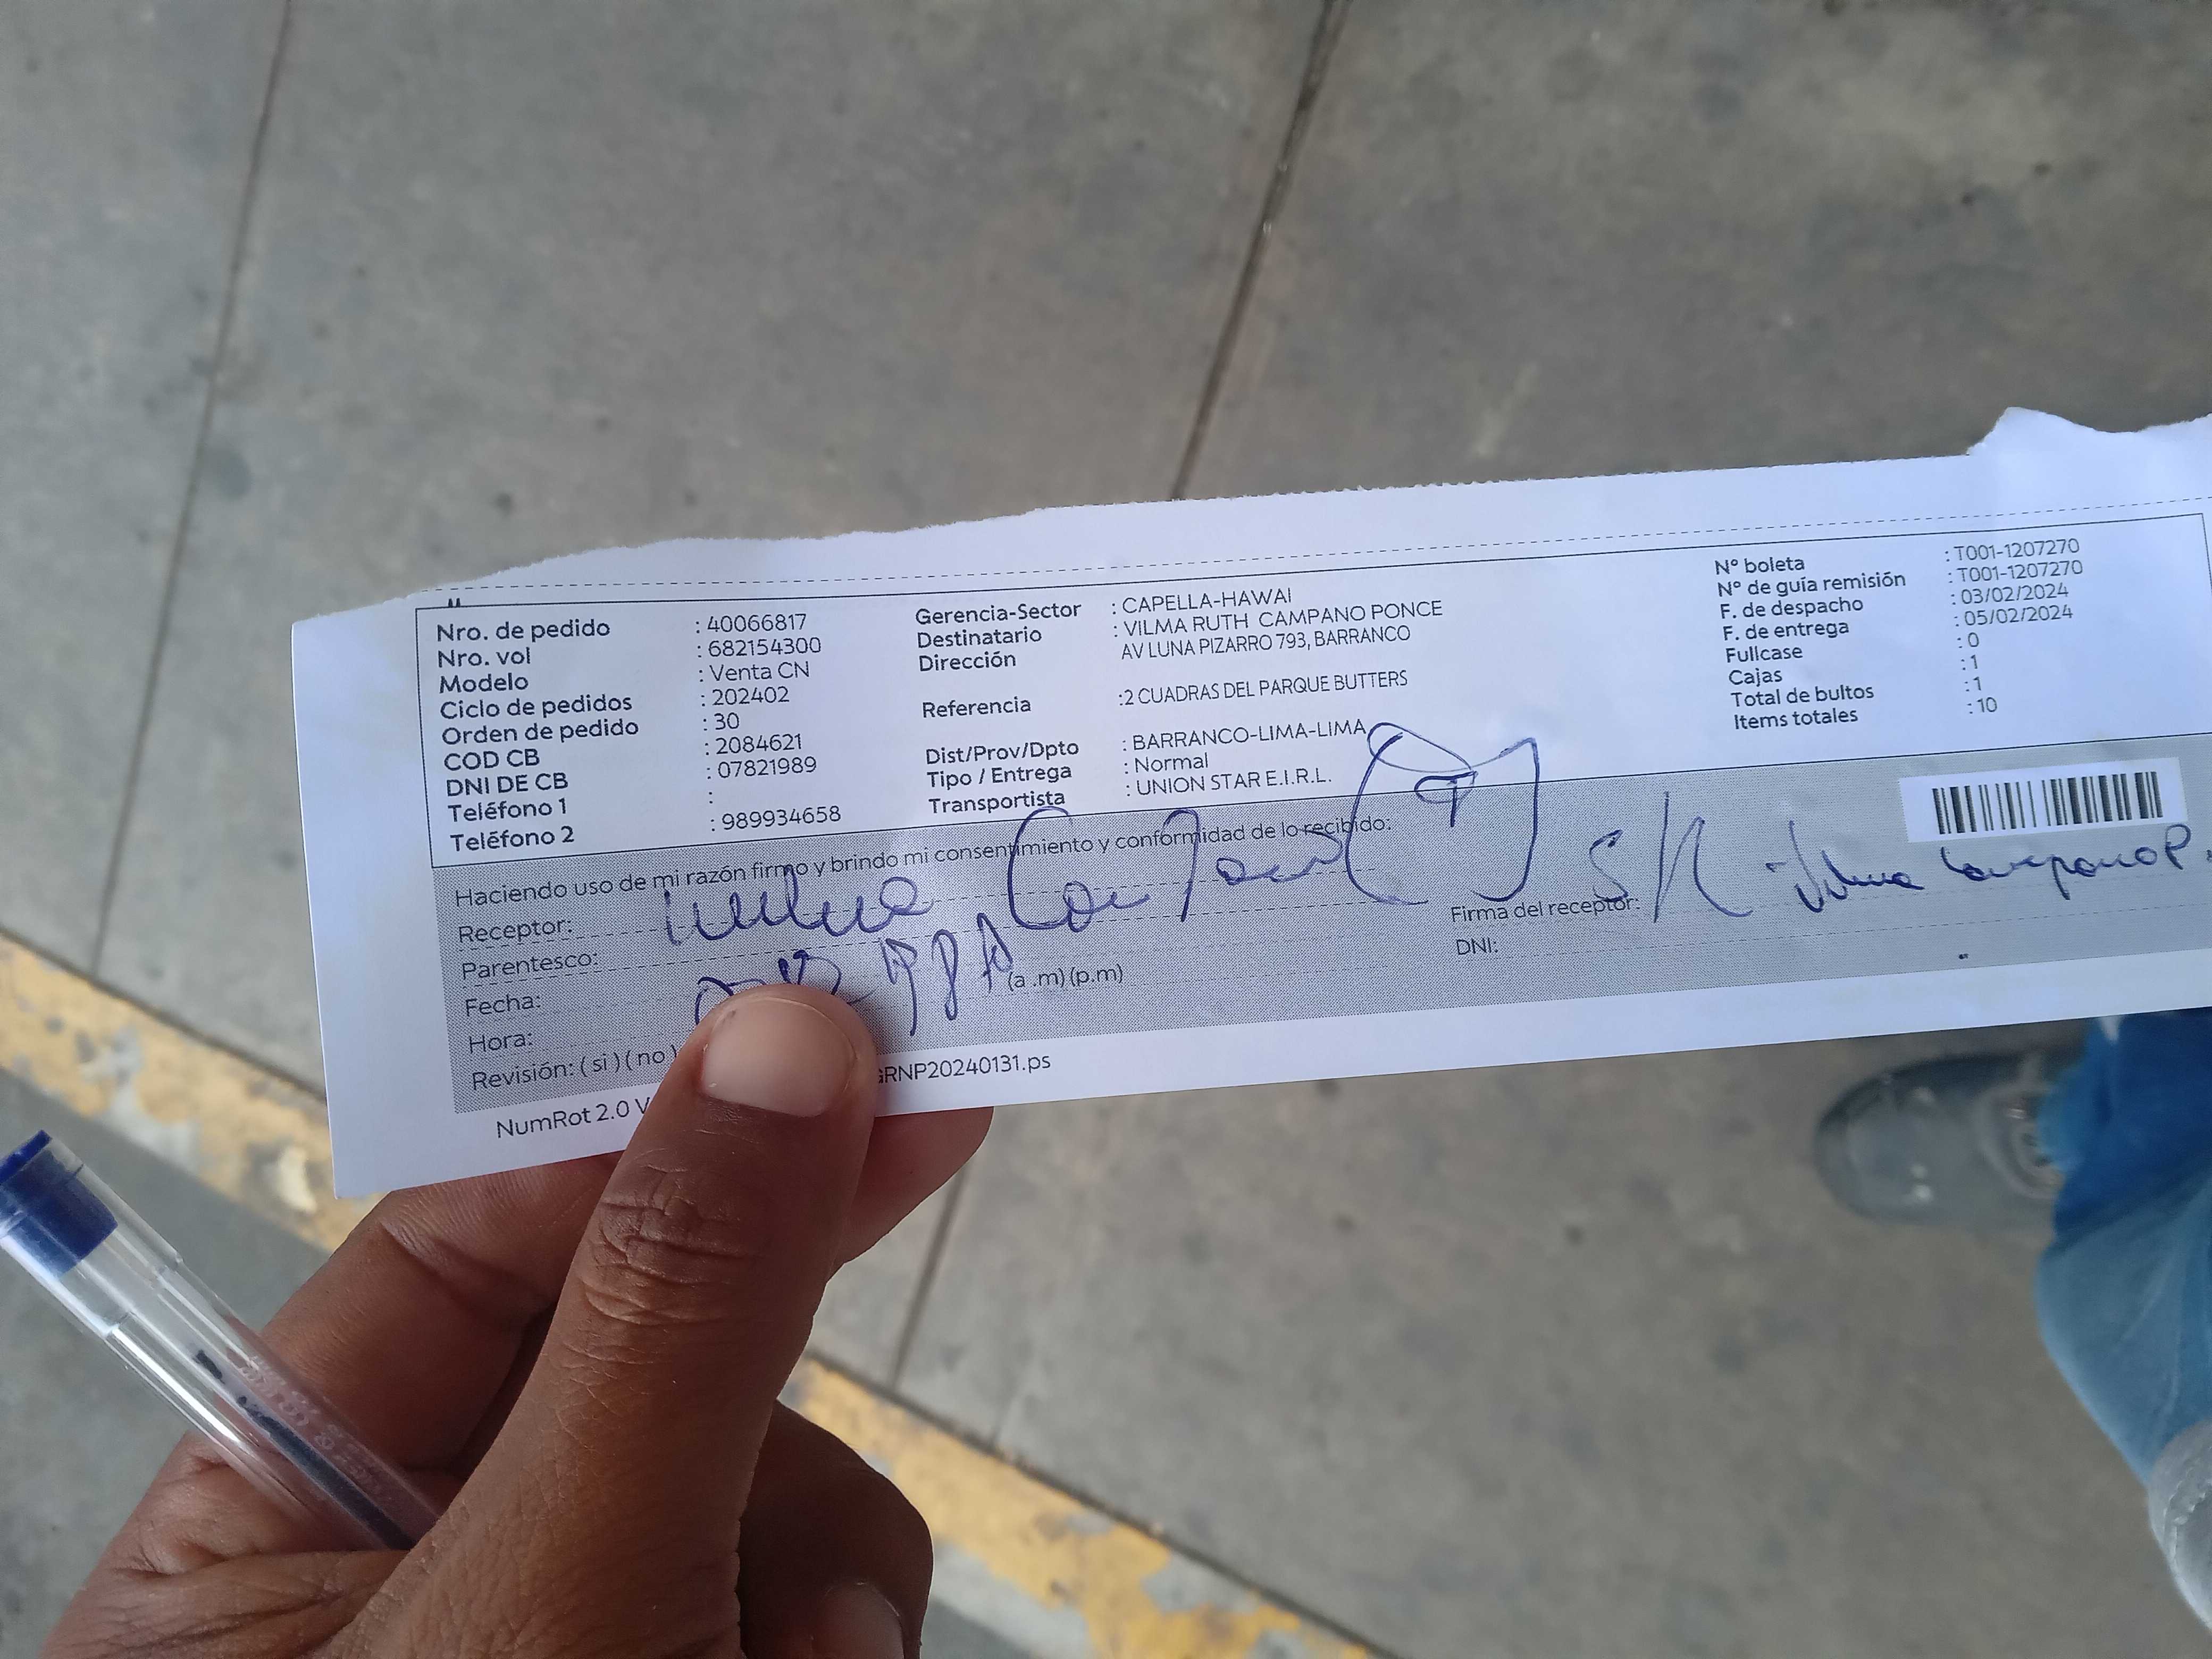 Nro. de pedido : 40066817
Nro. vol : 682154300
Modelo : Venta CN
Ciclo de pedidos : 202402
Orden de pedido : 30
COD CB : 2084621
DNI DE CB : 07821989
Teléfono 1 :
Teléfono 2 : 989934658
Gerencia-Sector : CAPELLA-HAWAI
Destinatario : VILMA RUTH CAMPANO PONCE
Dirección AV LUNA PIZARRO 793, BARRANCO
Referencia :2 CUADRAS DEL PARQUE BUTTERS
Dist/Prov/Dpto : BARRANCO-LIMA-LIMA
Tipo / Entrega : Normal
Transportista : UNION STAR E.I.R.L.
Nº boleta : T001-1207270
Nº de guía remisión : T001-1207270
F. de despacho : 03/02/2024
F. de entrega : 05/02/2024
Fullcase : 0
Cajas : 1
Total de bultos : 1
Items totales : 10
Haciendo uso de mi razón firmo y brindo mi consentimiento y conformidad de lo recibido:
Receptor:
Parentesco:
Fecha:
Hora: (a .m) (p.m)
Revisión: ( si ) ( no )
Firma del receptor: Vilma Campano P.
DNI:
NumRot 2.0 V GRNP20240131.ps